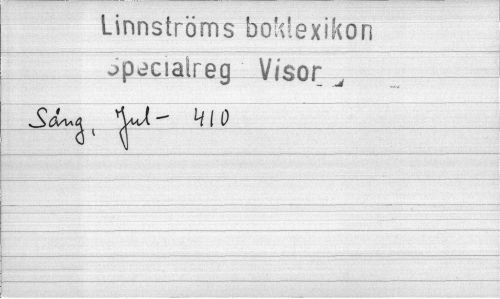 Linnströms boklexikon
Specialreg Visor
Sång, Jul- 410